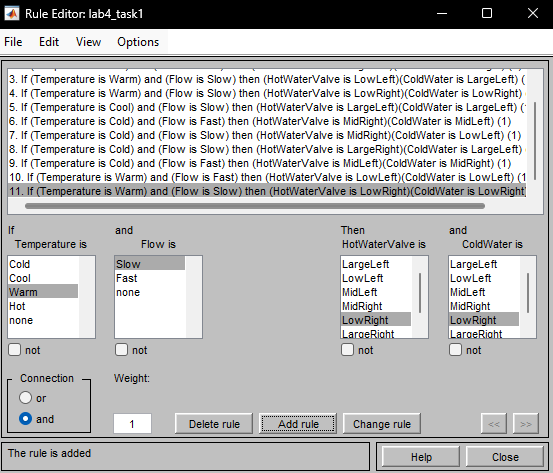 Rule Editor: lab4_task1
File Edit View Options
3. If (Temperature is Warm) and (Flow is Slow) then (HotWaterValve is LowLeft)(ColdWater is LargeLeft) (
4. If (Temperature is Warm) and (Flow is Slow) then (HotWaterValve is LowRight)(ColdWater is LowRight)
5. If (Temperature is Cool) and (Flow is Slow) then (HotWaterValve is LargeLeft)(ColdWater is LargeLeft) (
6. If (Temperature is Cold) and (Flow is Fast) then (HotWaterValve is MidRight)(ColdWater is MidLeft) (1)
7. If (Temperature is Cold) and (Flow is Slow) then (HotWaterValve is MidRight)(ColdWater is LowLeft) (1)
8. If (Temperature is Cold) and (Flow is Slow) then (HotWaterValve is LargeRight)(ColdWater is LargeLeft)
9. If (Temperature is Cold) and (Flow is Fast) then (HotWaterValve is MidLeft)(ColdWater is MidRight) (1)
10. If (Temperature is Warm) and (Flow is Fast) then (HotWaterValve is LowLeft)(ColdWater is LowLeft) (1
11. If (Temperature is Warm) and (Flow is Slow) then (HotWaterValve is LowRight)(ColdWater is LowRight)
If and Then and
Temperature is Flow is HotWaterValve is ColdWater is
Cold Slow LargeLeft LargeLeft
Cool Fast LowLeft LowLeft
Warm none MidLeft MidLeft
Hot MidRight MidRight
none LowRight LowRight
LargeRight LargeRight
not not not not
Connection Weight:
or
and 1 Delete rule Add rule Change rule << >>
The rule is added Help Close